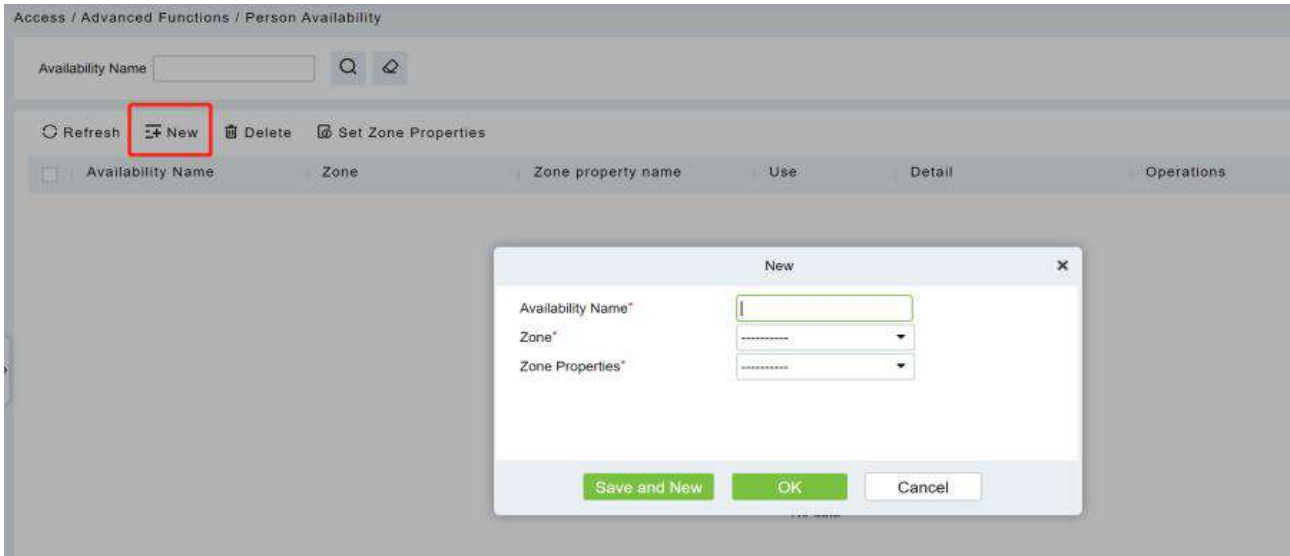 Access / Advanced Functions / Person Availability
Availability Name
Refresh New Delete Set Zone Properties
Availability Name Zone Zone property name Use Detail Operations
New
Availability Name*
Zone* ----------
Zone Properties* ----------
Save and New OK Cancel